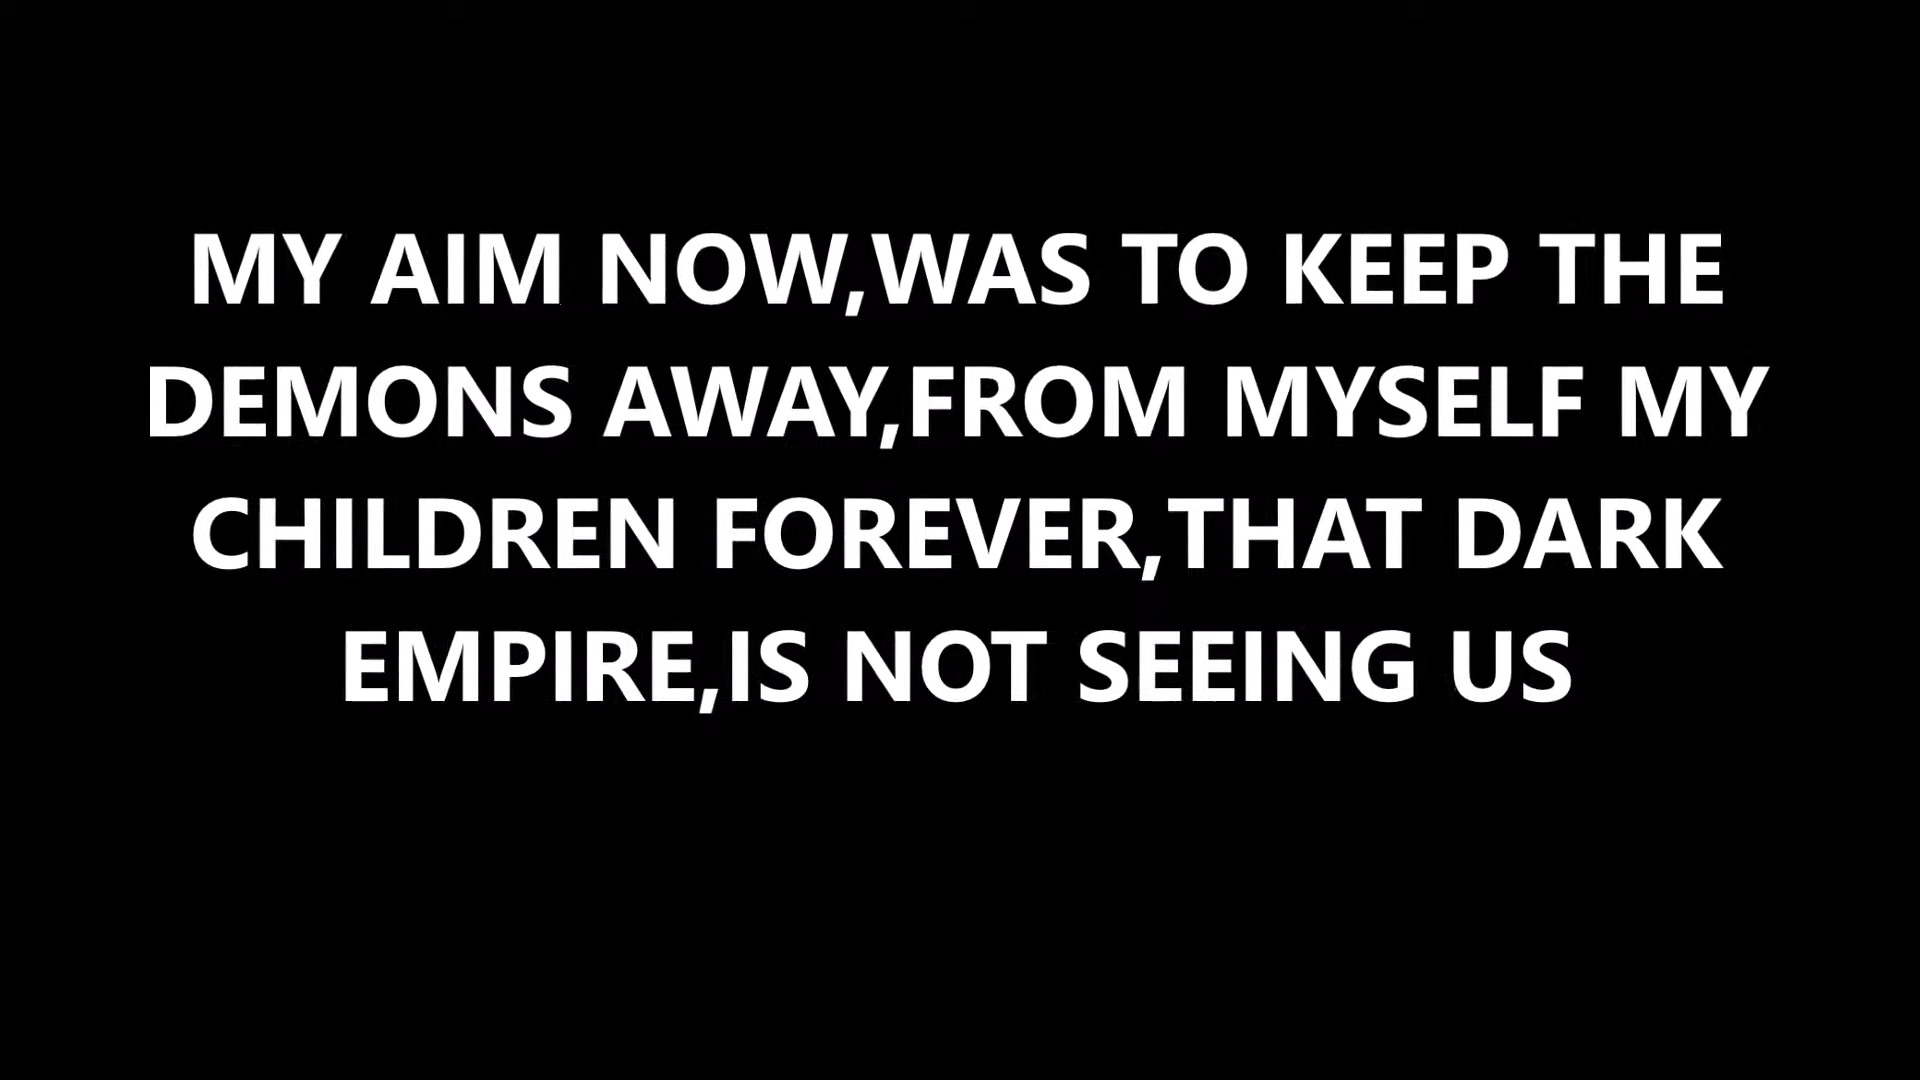 MY AIM NOW,WAS TO KEEP THE
DEMONS AWAY,FROM MYSELF MY
CHILDREN FOREVER,THAT DARK
EMPIRE,IS NOT SEEING US